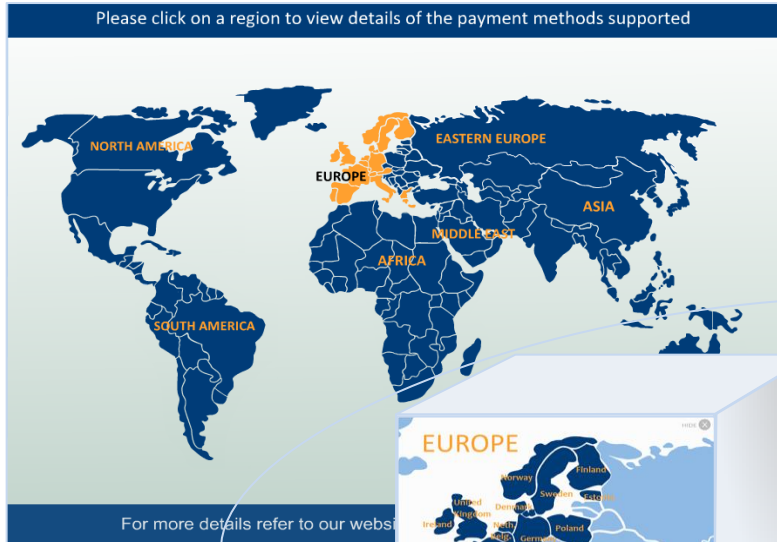 Please click on a region to view details of the payment methods supported
NORTH AMERICA
EASTERN EUROPE
EUROPE
ASIA
MIDDLE EAST
AFRICA
SOUTH AMERICA
HIDE
EUROPE
Finland
Norway
Sweden
Estonia
United
Kingdom
Denmark
Ireland
Neth.
Poland
Belg.
For more details refer to our